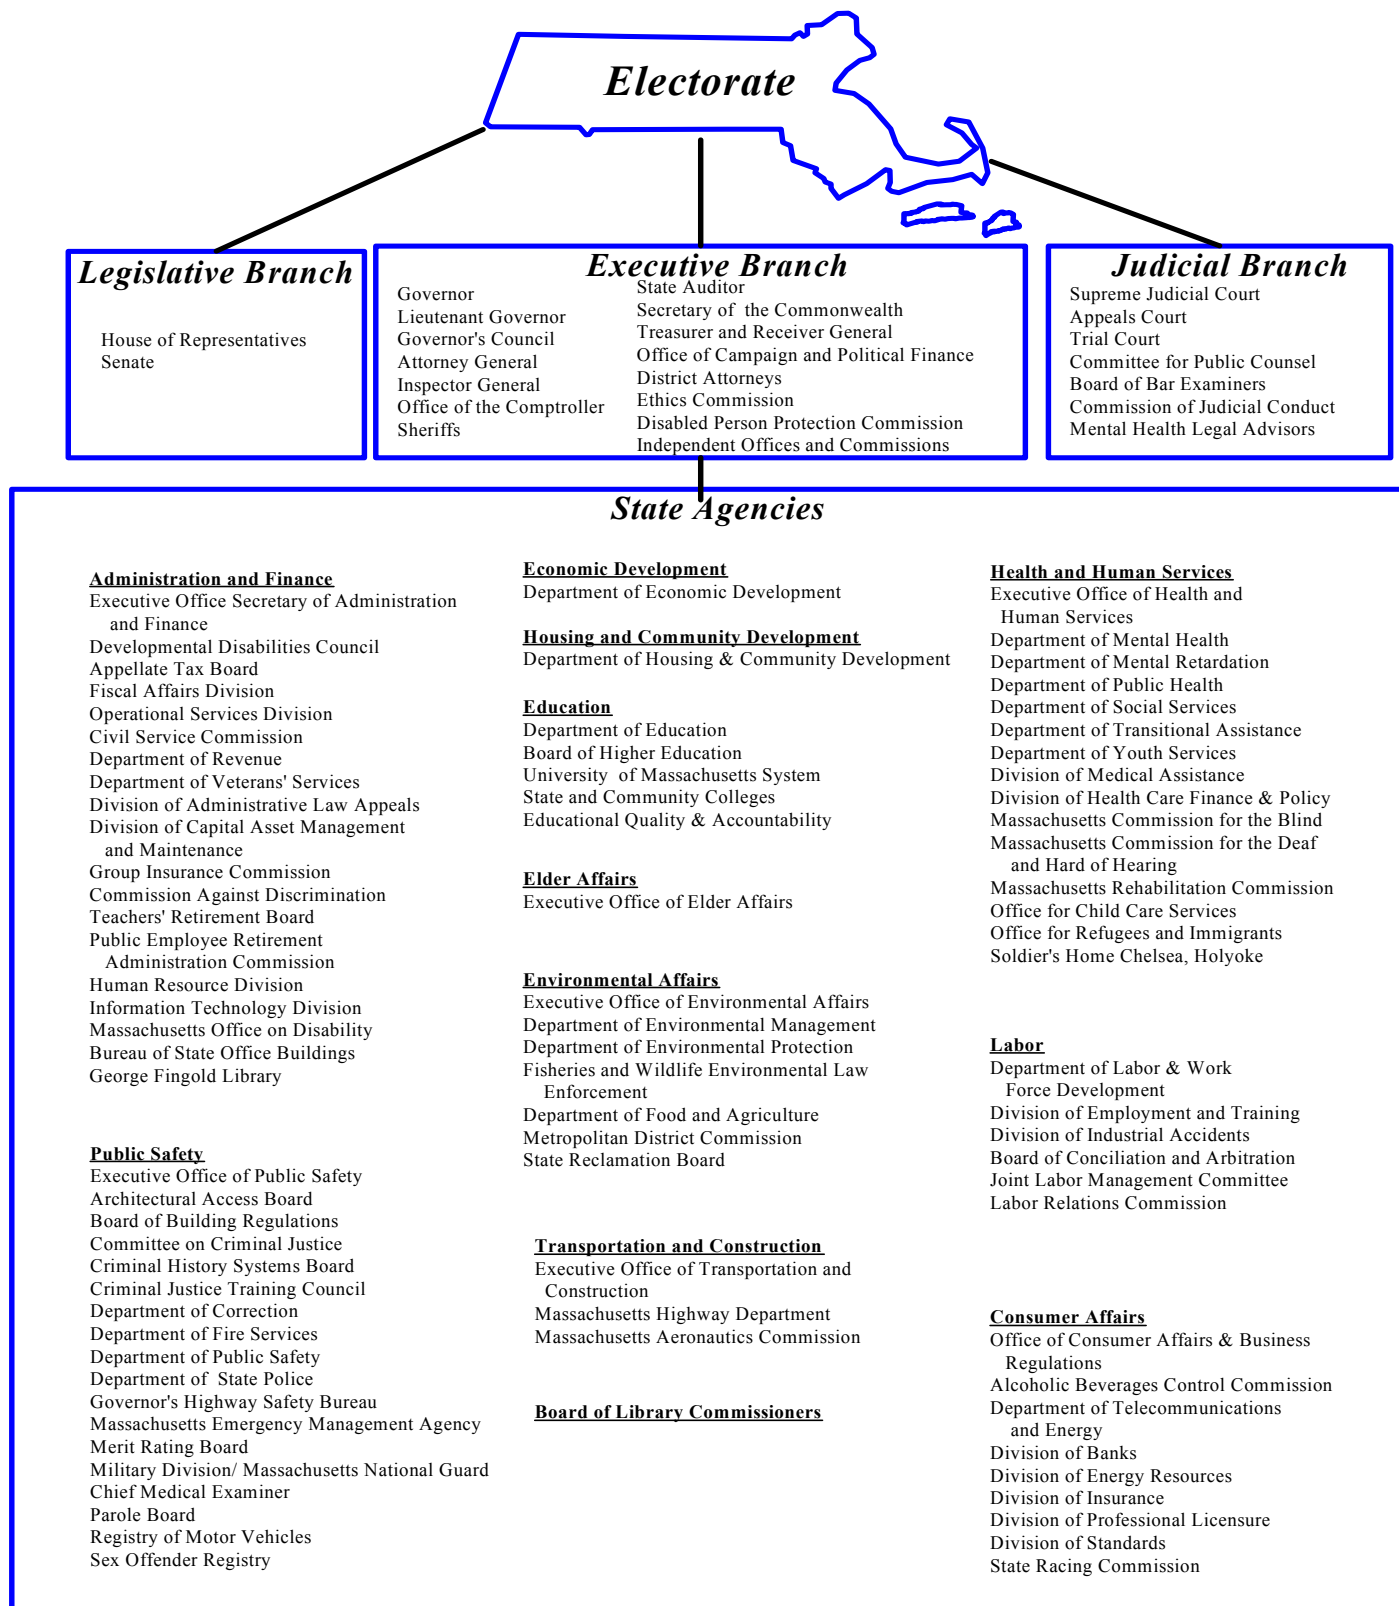 Electorate
Legislative Branch
House of Representatives
Senate
Executive Branch
Governor
Lieutenant Governor
Governor's Council
Attorney General
Inspector General
Office of the Comptroller
Sheriffs
State Auditor
Secretary of the Commonwealth
Treasurer and Receiver General
Office of Campaign and Political Finance
District Attorneys
Ethics Commission
Disabled Person Protection Commission
Independent Offices and Commissions
Judicial Branch
Supreme Judicial Court
Appeals Court
Trial Court
Committee for Public Counsel
Board of Bar Examiners
Commission of Judicial Conduct
Mental Health Legal Advisors
State Agencies
Administration and Finance
Executive Office Secretary of Administration
and Finance
Developmental Disabilities Council
Appellate Tax Board
Fiscal Affairs Division
Operational Services Division
Civil Service Commission
Department of Revenue
Department of Veterans' Services
Division of Administrative Law Appeals
Division of Capital Asset Management
and Maintenance
Group Insurance Commission
Commission Against Discrimination
Teachers' Retirement Board
Public Employee Retirement
Administration Commission
Human Resource Division
Information Technology Division
Massachusetts Office on Disability
Bureau of State Office Buildings
George Fingold Library
Public Safety
Executive Office of Public Safety
Architectural Access Board
Board of Building Regulations
Committee on Criminal Justice
Criminal History Systems Board
Criminal Justice Training Council
Department of Correction
Department of Fire Services
Department of Public Safety
Department of State Police
Governor's Highway Safety Bureau
Massachusetts Emergency Management Agency
Merit Rating Board
Military Division/ Massachusetts National Guard
Chief Medical Examiner
Parole Board
Registry of Motor Vehicles
Sex Offender Registry
Economic Development
Department of Economic Development
Housing and Community Development
Department of Housing & Community Development
Education
Department of Education
Board of Higher Education
University of Massachusetts System
State and Community Colleges
Educational Quality & Accountability
Elder Affairs
Executive Office of Elder Affairs
Environmental Affairs
Executive Office of Environmental Affairs
Department of Environmental Management
Department of Environmental Protection
Fisheries and Wildlife Environmental Law
Enforcement
Department of Food and Agriculture
Metropolitan District Commission
State Reclamation Board
Transportation and Construction
Executive Office of Transportation and
Construction
Massachusetts Highway Department
Massachusetts Aeronautics Commission
Board of Library Commissioners
Health and Human Services
Executive Office of Health and
Human Services
Department of Mental Health
Department of Mental Retardation
Department of Public Health
Department of Social Services
Department of Transitional Assistance
Department of Youth Services
Division of Medical Assistance
Division of Health Care Finance & Policy
Massachusetts Commission for the Blind
Massachusetts Commission for the Deaf
and Hard of Hearing
Massachusetts Rehabilitation Commission
Office for Child Care Services
Office for Refugees and Immigrants
Soldier's Home Chelsea, Holyoke
Labor
Department of Labor & Work
Force Development
Division of Employment and Training
Division of Industrial Accidents
Board of Conciliation and Arbitration
Joint Labor Management Committee
Labor Relations Commission
Consumer Affairs
Office of Consumer Affairs & Business
Regulations
Alcoholic Beverages Control Commission
Department of Telecommunications
and Energy
Division of Banks
Division of Energy Resources
Division of Insurance
Division of Professional Licensure
Division of Standards
State Racing Commission